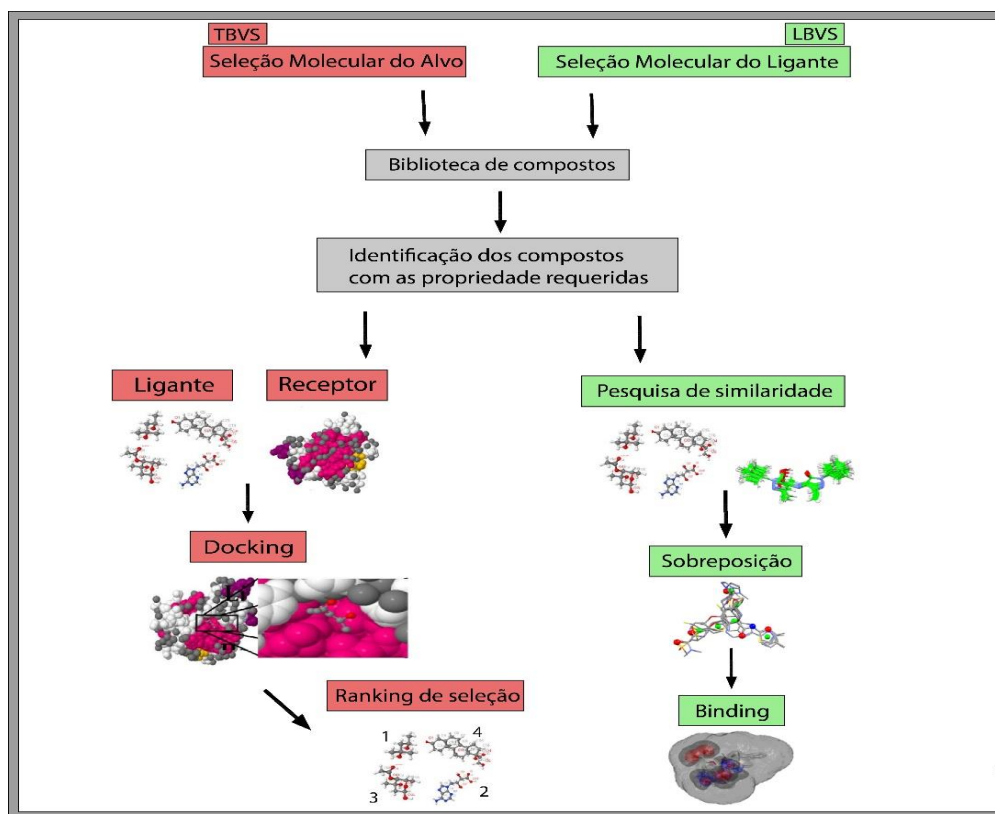 TBVS
Seleção Molecular do Alvo
LBVS
Seleção Molecular do Ligante
Biblioteca de compostos
Identificação dos compostos
com as propriedade requeridas
Ligante
Receptor
Pesquisa de similaridade
Docking
Sobreposição
Ranking de seleção
1
4
3
2
Binding